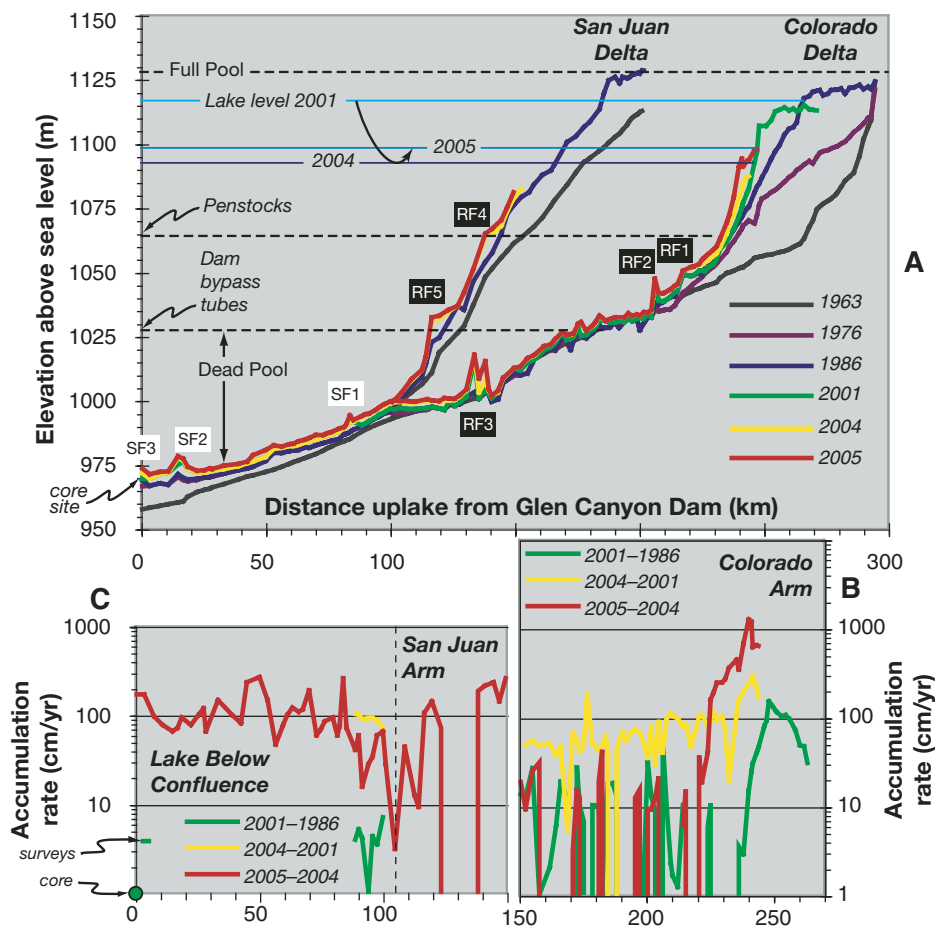 1150
1125
1100
1075
1050
1025
1000
975
950
Elevation above sea level (m)
San Juan
Delta
Colorado
Delta
Full Pool
Lake level 2001
2005
2004
Penstocks
Dam
bypass
tubes
Dead Pool
RF4
RF5
RF2
RF1
RF3
SF1
SF2
SF3
core
site
A
1963
1976
1986
2001
2004
2005
Distance uplake from Glen Canyon Dam (km)
0
50
100
300
C
1000
100
10
Accumulation
rate (cm/yr)
surveys
core
San Juan
Arm
Lake Below
Confluence
2001–1986
2004–2001
2005–2004
0
50
100
B
2001–1986
2004–2001
2005–2004
Colorado
Arm
1000
100
10
1
Accumulation
rate (cm/yr)
150
200
250